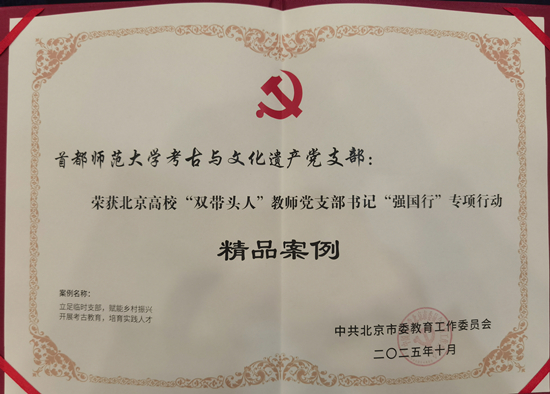 首都师范大学考古与文化遗产党支部：
荣获北京高校“双带头人”教师党支部书记“强国行”专项行动
精品案例
案例名称：
立足临时支部，赋能乡村振兴
开展考古教育，培育实践人才
中共北京市委教育工作委员会
二〇二五年十月